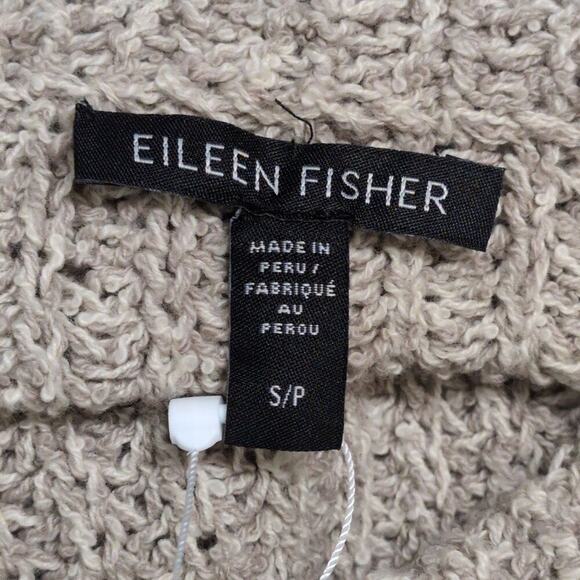 EILEEN FISHER
MADE IN
PERU /
FABRIQUÉ
AU
PEROU
S/P